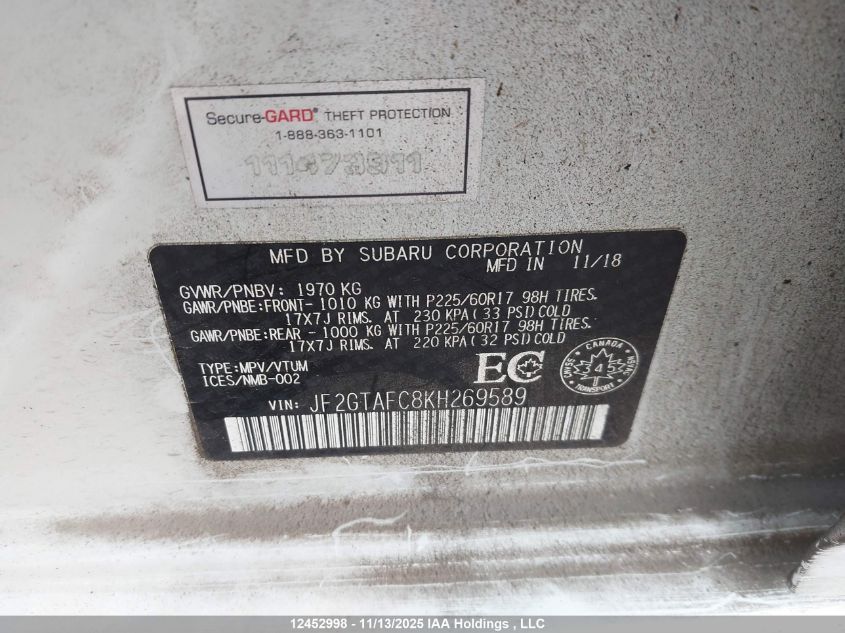 Secure-GARD® THEFT PROTECTION
1-888-363-1101
MFD BY SUBARU CORPORATION
MFD IN 11/18
GVWR/PNBV: 1970 KG
GAWR/PNBE:FRONT- 1010 KG WITH P225/60R17 98H TIRES.
17X7J RIMS. AT 230 KPA (33 PSI) COLD
GAWR/PNBE:REAR - 1000 KG WITH P225/60R17 98H TIRES.
17X7J RIMS. AT 220 KPA (32 PSI) COLD
TYPE:MPV/VTUM
ICES/NMB-002
EC
CANADA
345
TRANSPORT
VIN: JF2GTAFC8KH269589
12452998 - 11/13/2025 IAA Holdings , LLC